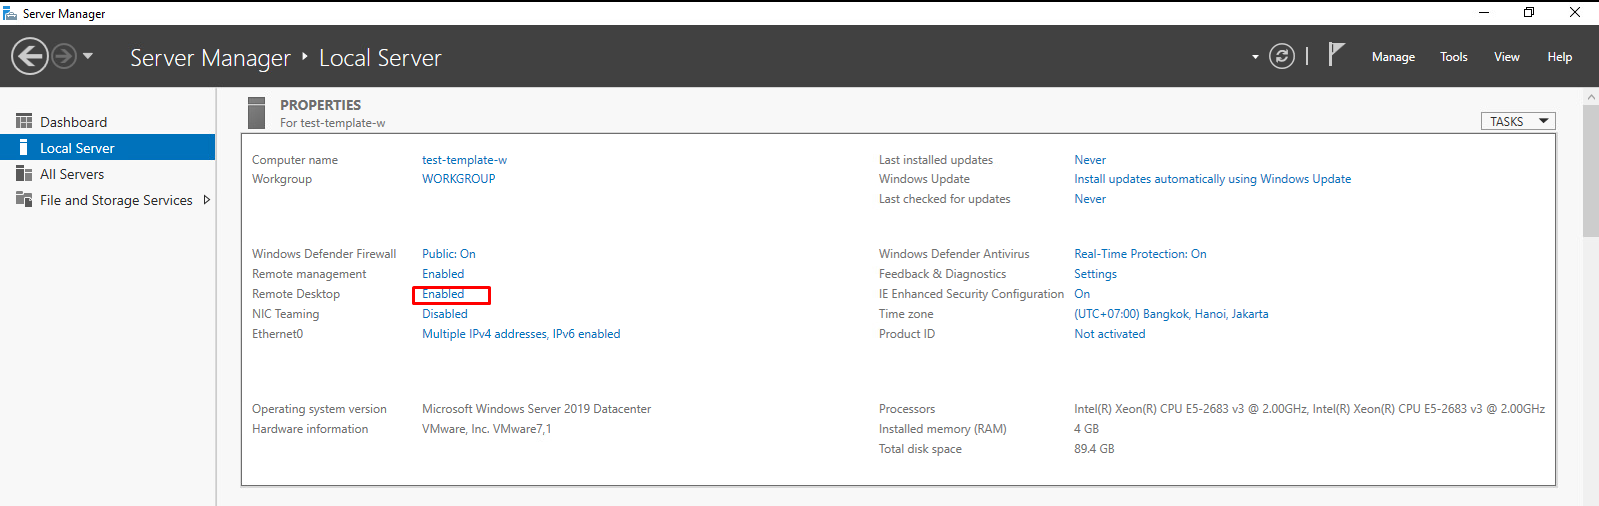 Server Manager
Server Manager ‣ Local Server
Manage Tools View Help
Dashboard
Local Server
All Servers
File and Storage Services
PROPERTIES
For test-template-w
TASKS
Computer name test-template-w
Workgroup WORKGROUP
Last installed updates Never
Windows Update Install updates automatically using Windows Update
Last checked for updates Never
Windows Defender Firewall Public: On
Remote management Enabled
Remote Desktop Enabled
NIC Teaming Disabled
Ethernet0 Multiple IPv4 addresses, IPv6 enabled
Windows Defender Antivirus Real-Time Protection: On
Feedback & Diagnostics Settings
IE Enhanced Security Configuration On
Time zone (UTC+07:00) Bangkok, Hanoi, Jakarta
Product ID Not activated
Operating system version Microsoft Windows Server 2019 Datacenter
Hardware information VMware, Inc. VMware7,1
Processors Intel(R) Xeon(R) CPU E5-2683 v3 @ 2.00GHz, Intel(R) Xeon(R) CPU E5-2683 v3 @ 2.00GHz
Installed memory (RAM) 4 GB
Total disk space 89.4 GB